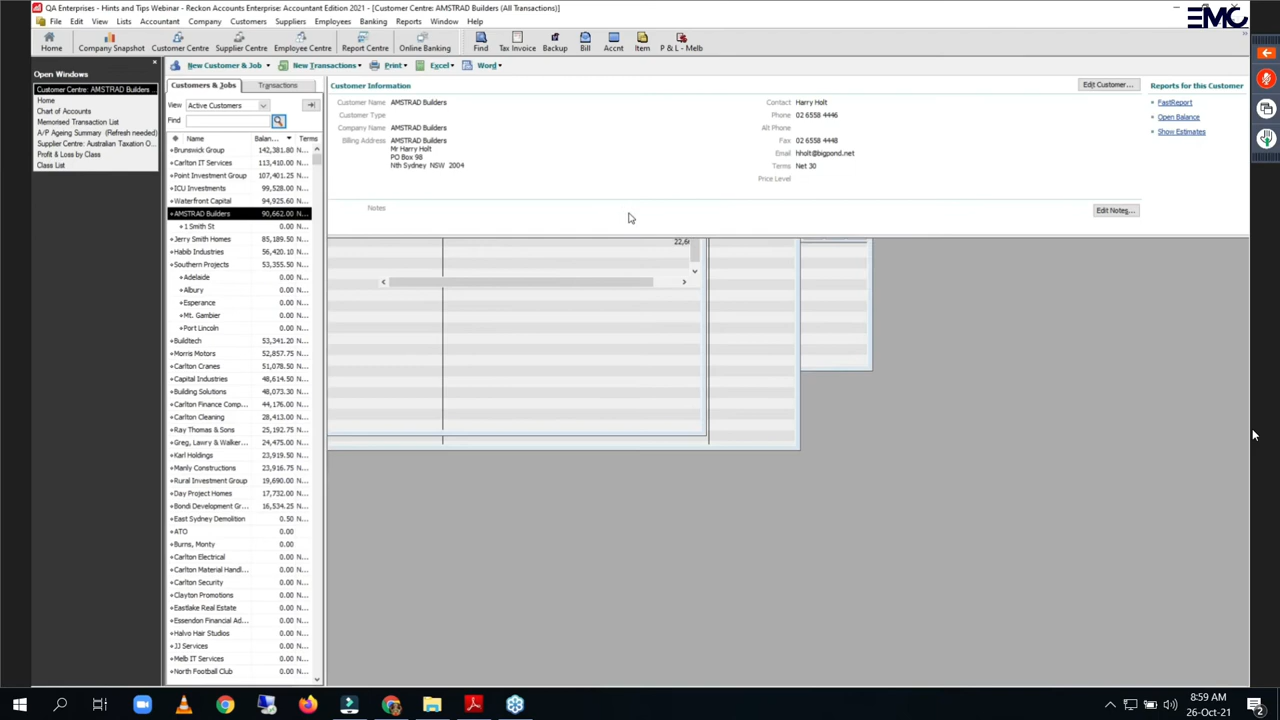 QA Enterprises - Hints and Tips Webinar - Reckon Accounts Enterprise: Accountant Edition 2021 - [Customer Centre: AMSTRAD Builders (All Transactions)]
EMC
File Edit View Lists Accountant Company Customers Suppliers Employees Banking Reports Window Help
Home Company Snapshot Customer Centre Supplier Centre Employee Centre Report Centre Online Banking Find Tax Invoice Backup Bill Accnt Item P & L - Melb
Open Windows
Customer Centre: AMSTRAD Builders ...
Home
Chart of Accounts
Memorised Transaction List
A/P Ageing Summary (Refresh needed)
Supplier Centre: Australian Taxation O...
Profit & Loss by Class
Class List
New Customer & Job New Transactions Print Excel Word
Customers & Jobs Transactions
View Active Customers
Find
Name Balan... Terms
Brunswick Group 142,381.80 N...
Carlton IT Services 113,410.00 N...
Point Investment Group 107,401.25 N...
ICU Investments 99,528.00 N...
Waterfront Capital 94,925.60 N...
AMSTRAD Builders 90,662.00 N...
1 Smith St 0.00 N...
Jerry Smith Homes 85,189.50 N...
Habib Industries 56,420.10 N...
Southern Projects 53,355.50 N...
Adelaide 0.00 N...
Albury 0.00 N...
Esperance 0.00 N...
Mt. Gambier 0.00 N...
Port Lincoln 0.00 N...
Buildtech 53,341.20 N...
Morris Motors 52,857.75 N...
Carlton Cranes 51,078.50 N...
Capital Industries 48,614.50 N...
Building Solutions 48,073.30 N...
Carlton Finance Comp... 44,176.00 N...
Carlton Cleaning 28,413.00 N...
Ray Thomas & Sons 25,192.75 N...
Greg, Lawry & Walker... 24,475.00 N...
Karl Holdings 23,919.50 N...
Manly Constructions 23,916.75 N...
Rural Investment Group 19,690.00 N...
Day Project Homes 17,732.00 N...
Bondi Development Gr... 16,534.25 N...
East Sydney Demolition 0.50 N...
ATO 0.00 N...
Burns, Monty 0.00 N...
Carlton Electrical 0.00 N...
Carlton Material Handl... 0.00 N...
Carlton Security 0.00 N...
Clayton Promotions 0.00 N...
Eastlake Real Estate 0.00 N...
Essendon Financial Ad... 0.00 N...
Halvo Hair Studios 0.00 N...
JJ Services 0.00 N...
Melb IT Services 0.00 N...
North Football Club 0.00 N...
Customer Information
Edit Customer...
Customer Name AMSTRAD Builders
Customer Type
Company Name AMSTRAD Builders
Billing Address AMSTRAD Builders
Mr Harry Holt
PO Box 98
Nth Sydney NSW 2004
Contact Harry Holt
Phone 02 6558 4446
Alt Phone
Fax 02 6558 4448
Email hholt@bigpond.net
Terms Net 30
Price Level
Notes
Edit Notes...
Reports for this Customer
FastReport
Open Balance
Show Estimates
8:59 AM
26-Oct-21
2